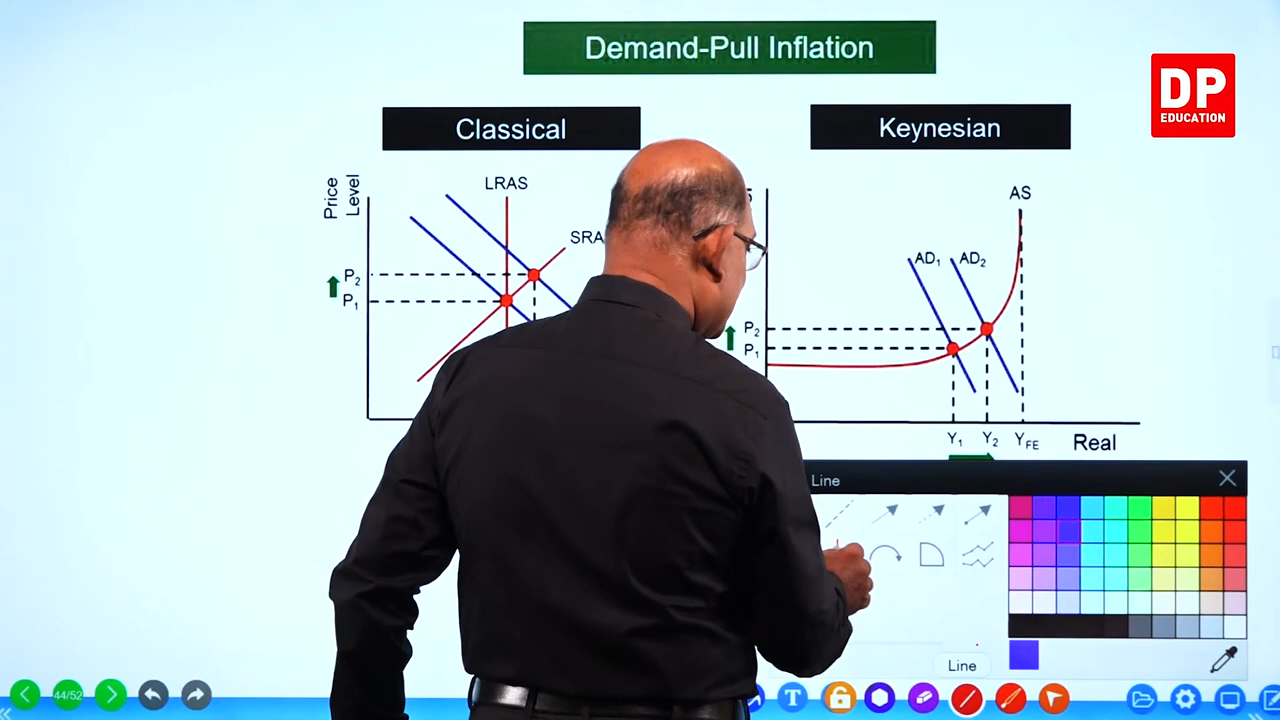 Demand-Pull Inflation
DP
EDUCATION
Classical
Keynesian
Price
Level
LRAS
AS
SRA
AD1
AD2
P2
P1
P2
P1
Y1
Y2
YFE
Real
Line
Line
44/52
T